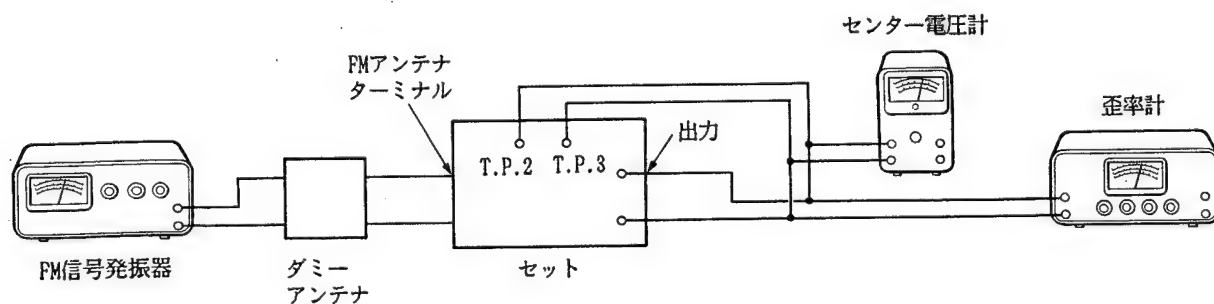 センター電圧計
FMアンテナ
ターミナル
歪率計
出力
T.P.2 T.P.3
FM信号発振器
ダミー
アンテナ
セット